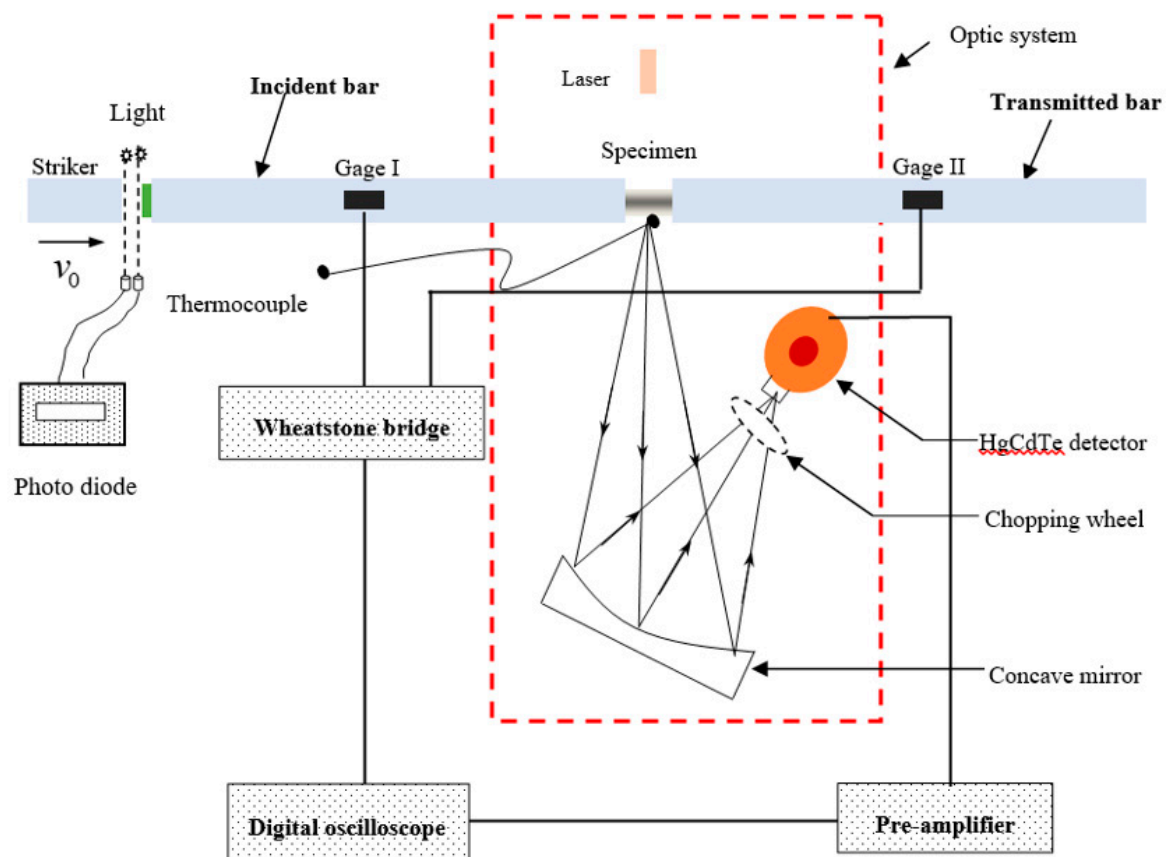 Optic system
Laser
Incident bar
Transmitted bar
Light
Specimen
Striker
Gage I
Gage II
v₀
Thermocouple
Wheatstone bridge
HgCdTe detector
Photo diode
Chopping wheel
Concave mirror
Digital oscilloscope
Pre-amplifier